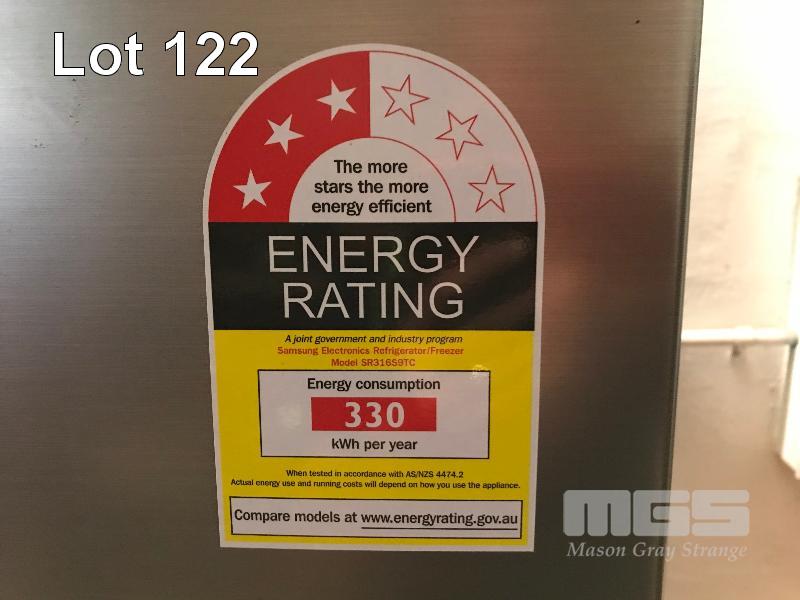 Lot 122
The more
stars the more
energy efficient
ENERGY
RATING
A joint government and industry program
Samsung Electronics Refrigerator/Freezer
Model SR316S9TC
Energy consumption
330
kWh per year
When tested in accordance with AS/NZS 4474.2
Actual energy use and running costs will depend on how you use the appliance.
Compare models at www.energyrating.gov.au
MGS
Mason Gray Strange